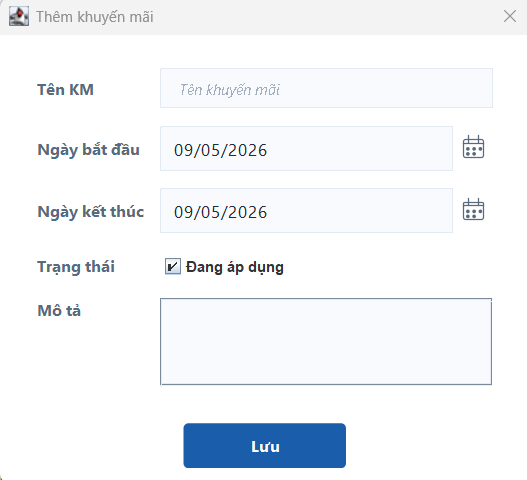 Thêm khuyến mãi
Tên KM
Tên khuyến mãi
Ngày bắt đầu
09/05/2026
Ngày kết thúc
09/05/2026
Trạng thái
Đang áp dụng
Mô tả
Lưu